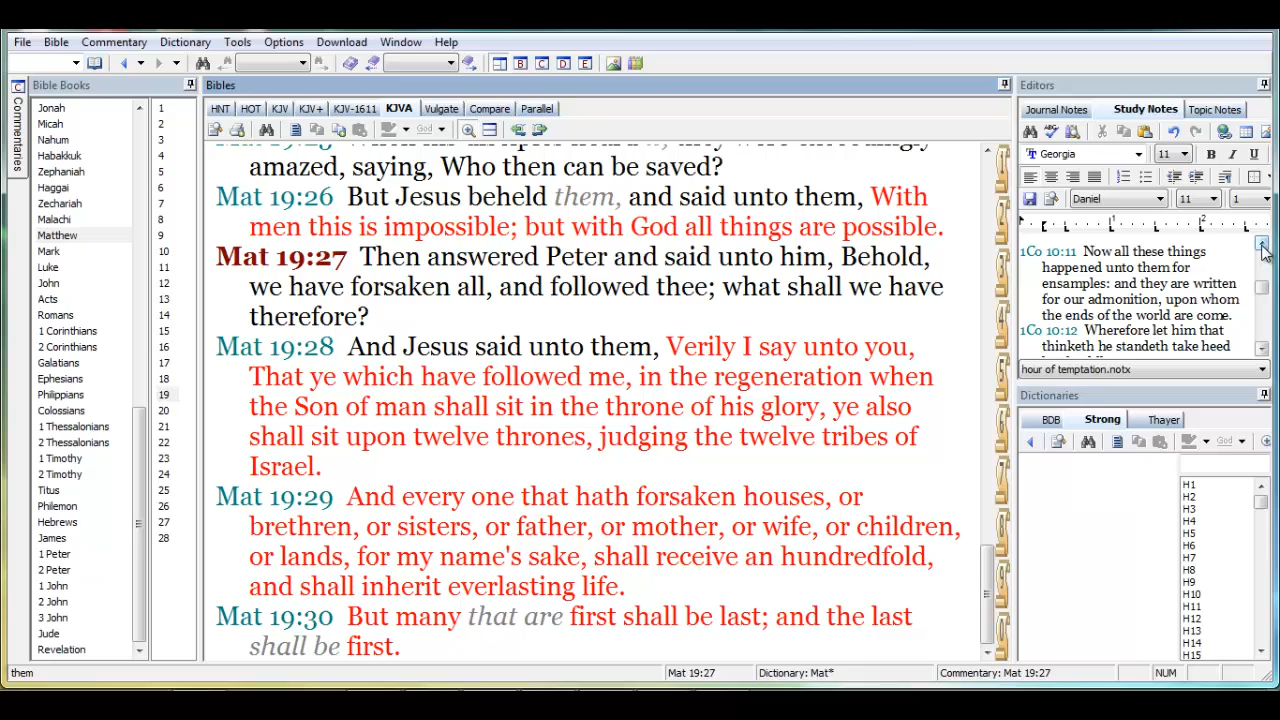 File Bible Commentary Dictionary Tools Options Download Window Help
B C D E
Commentaries
Bible Books
Jonah
Micah
Nahum
Habakkuk
Zephaniah
Haggai
Zechariah
Malachi
Matthew
Mark
Luke
John
Acts
Romans
1 Corinthians
2 Corinthians
Galatians
Ephesians
Philippians
Colossians
1 Thessalonians
2 Thessalonians
1 Timothy
2 Timothy
Titus
Philemon
Hebrews
James
1 Peter
2 Peter
1 John
2 John
3 John
Jude
Revelation
1
2
3
4
5
6
7
8
9
10
11
12
13
14
15
16
17
18
19
20
21
22
23
24
25
26
27
28
Bibles
HNT HOT KJV KJV+ KJV-1611 KJVA Vulgate Compare Parallel
God
amazed, saying, Who then can be saved?
Mat 19:26 But Jesus beheld them, and said unto them, With
men this is impossible; but with God all things are possible.
Mat 19:27 Then answered Peter and said unto him, Behold,
we have forsaken all, and followed thee; what shall we have
therefore?
Mat 19:28 And Jesus said unto them, Verily I say unto you,
That ye which have followed me, in the regeneration when
the Son of man shall sit in the throne of his glory, ye also
shall sit upon twelve thrones, judging the twelve tribes of
Israel.
Mat 19:29 And every one that hath forsaken houses, or
brethren, or sisters, or father, or mother, or wife, or children,
or lands, for my name's sake, shall receive an hundredfold,
and shall inherit everlasting life.
Mat 19:30 But many that are first shall be last; and the last
shall be first.
Editors
Journal Notes Study Notes Topic Notes
Georgia 11 B I U
Daniel 11 1
1 2
1Co 10:11 Now all these things
happened unto them for
ensamples: and they are written
for our admonition, upon whom
the ends of the world are come.
1Co 10:12 Wherefore let him that
thinketh he standeth take heed
hour of temptation.notx
Dictionaries
BDB Strong Thayer
God
H1
H2
H3
H4
H5
H6
H7
H8
H9
H10
H11
H12
H13
H14
H15
them Mat 19:27 Dictionary: Mat* Commentary: Mat 19:27 NUM